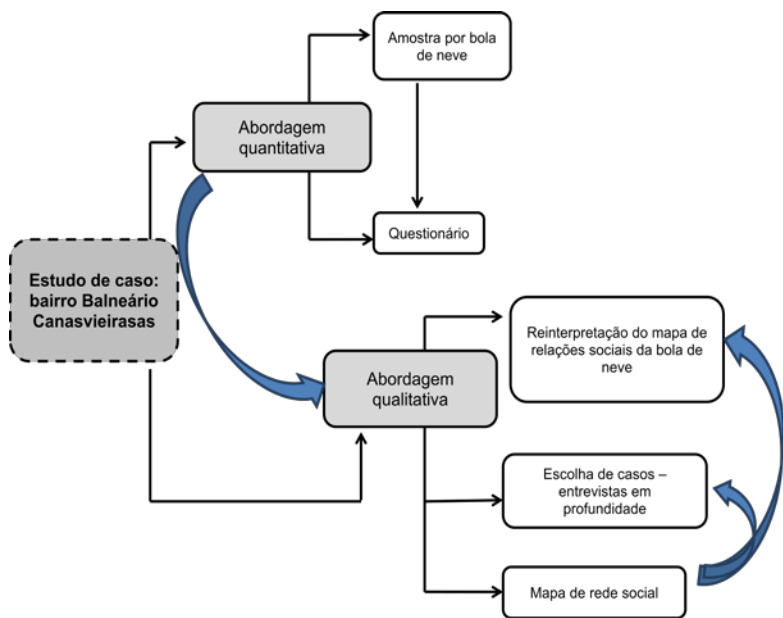 Amostra por bola
de neve
Abordagem
quantitativa
Questionário
Estudo de caso:
bairro Balneário
Canasvieirasas
Reinterpretação do mapa de
relações sociais da bola de
neve
Abordagem
qualitativa
Escolha de casos –
entrevistas em
profundidade
Mapa de rede social